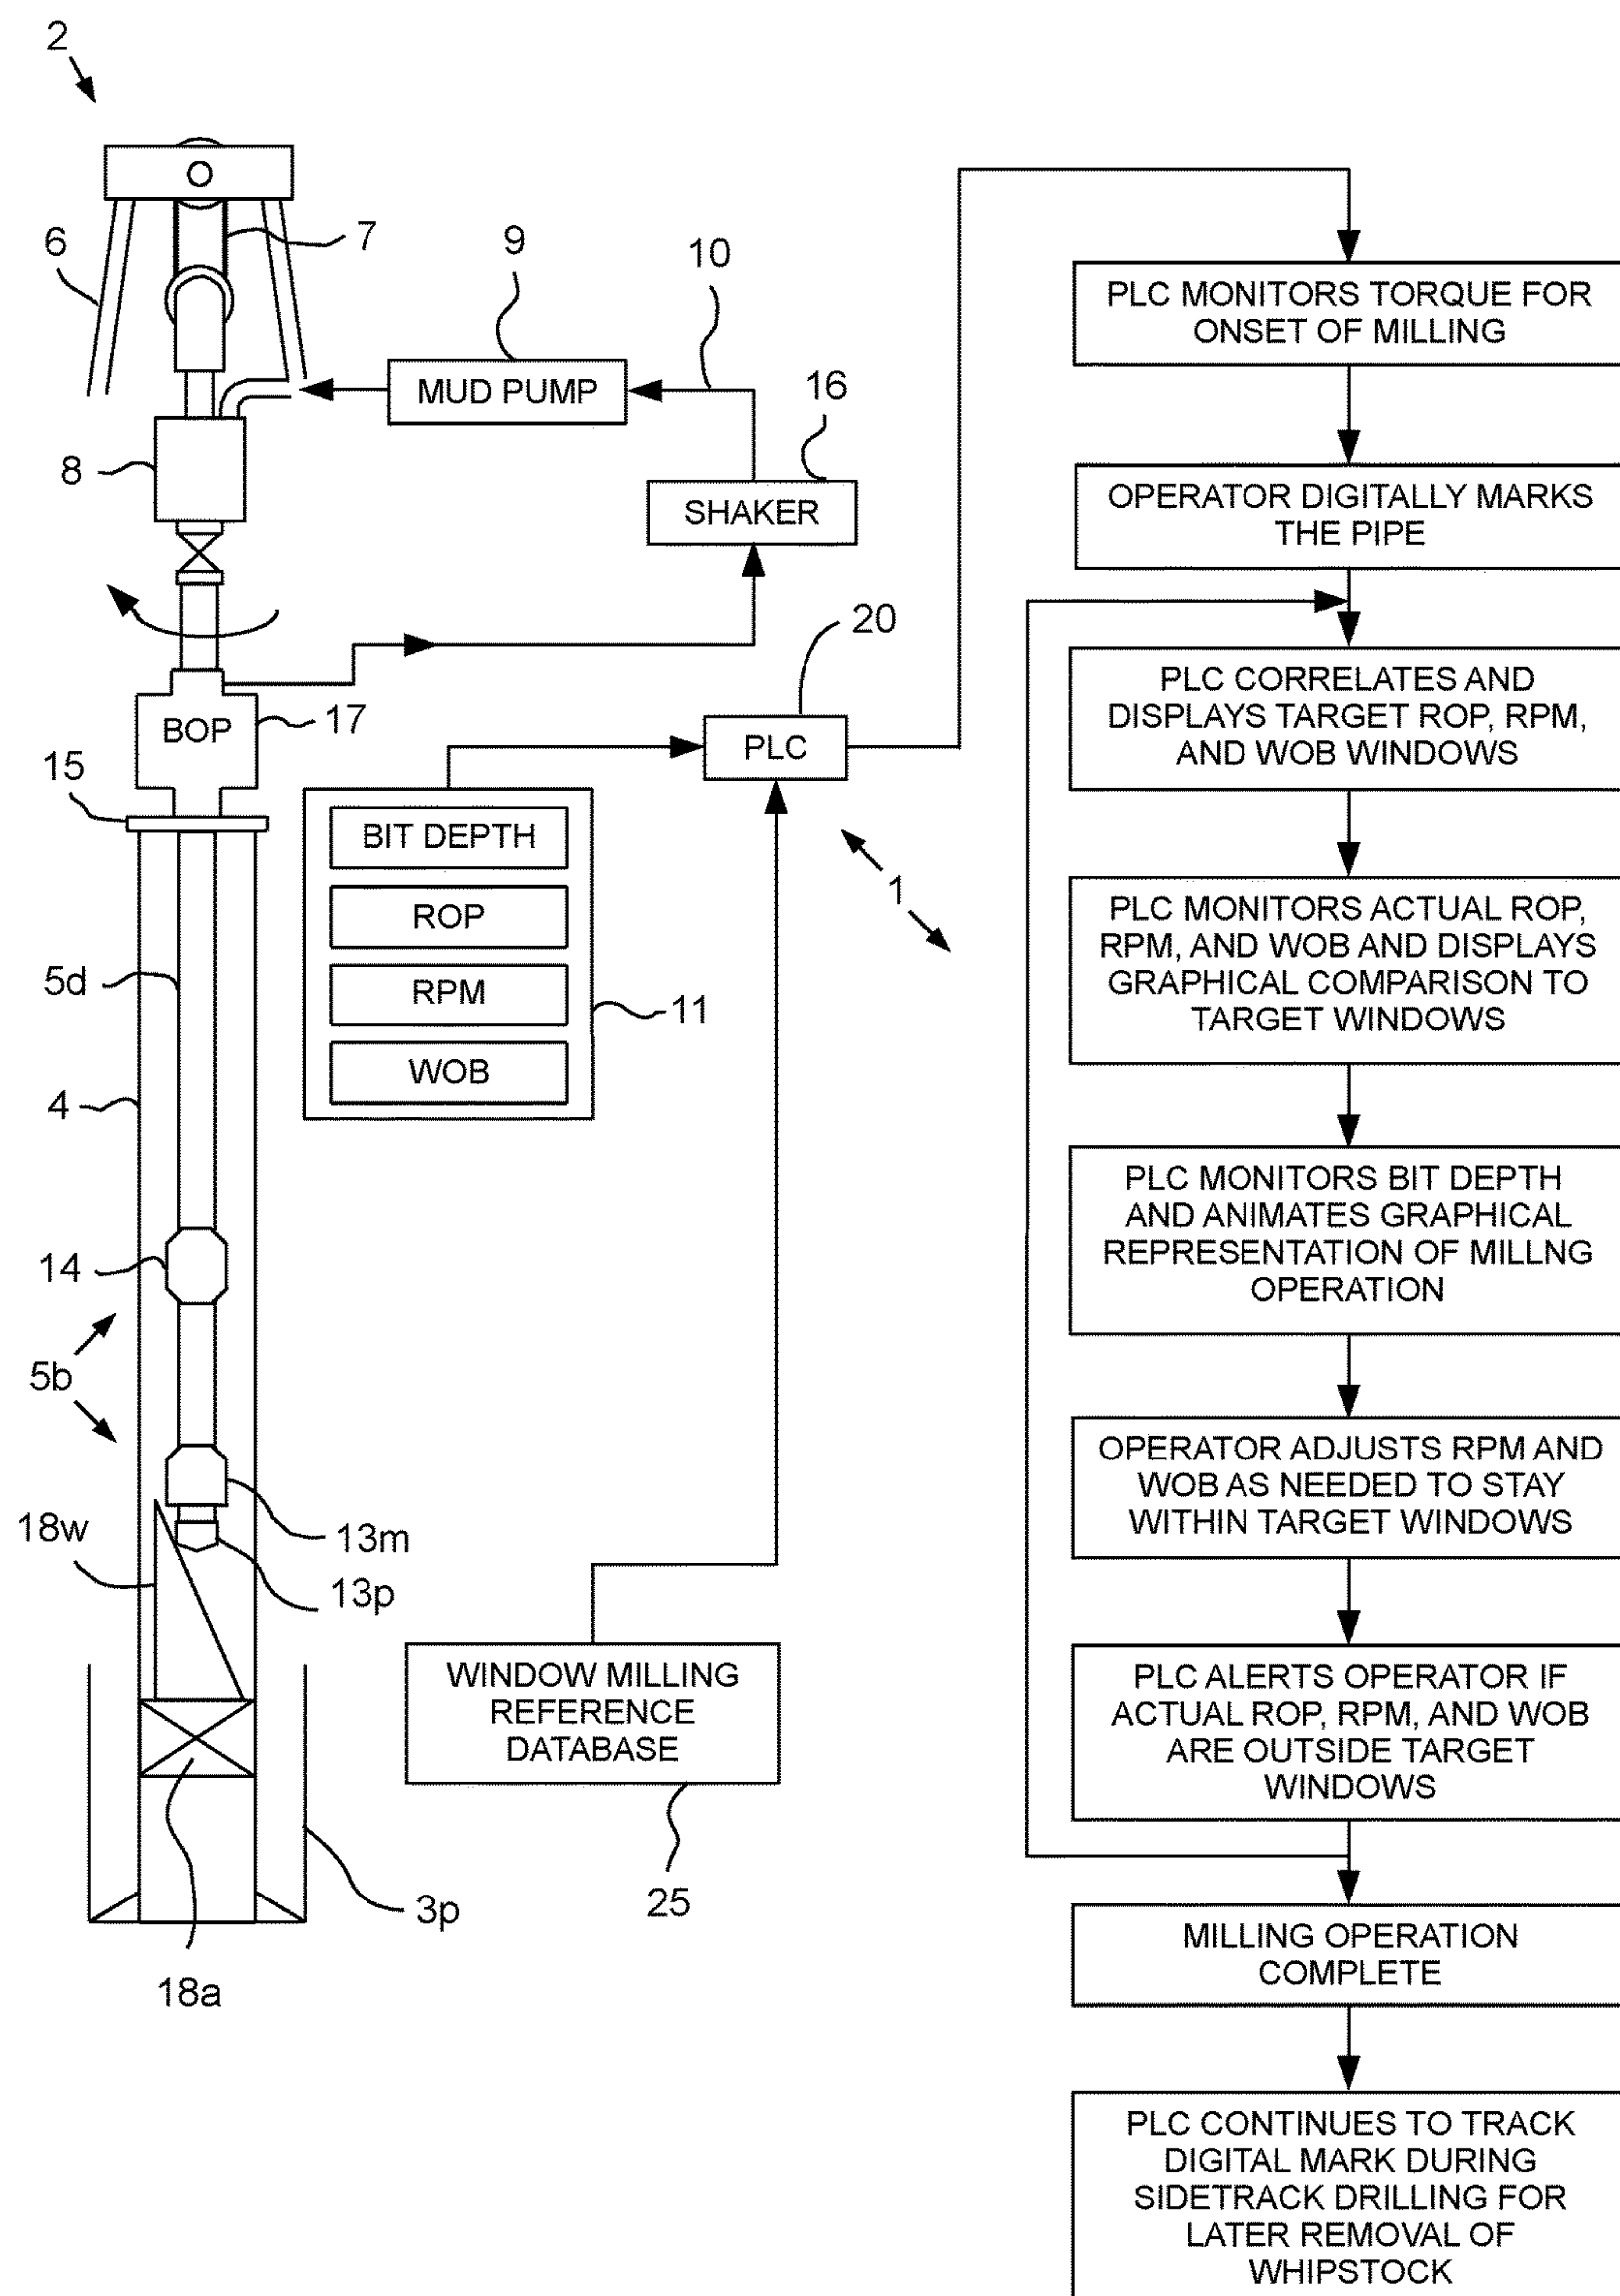 2
6
7
9
10
MUD PUMP
16
8
SHAKER
20
BOP
17
15
PLC
1
BIT DEPTH
ROP
RPM
WOB
11
5d
4
14
5b
18w
13m
13p
WINDOW MILLING
REFERENCE
DATABASE
25
3p
18a
PLC MONITORS TORQUE FOR
ONSET OF MILLING
OPERATOR DIGITALLY MARKS
THE PIPE
PLC CORRELATES AND
DISPLAYS TARGET ROP, RPM,
AND WOB WINDOWS
PLC MONITORS ACTUAL ROP,
RPM, AND WOB AND DISPLAYS
GRAPHICAL COMPARISON TO
TARGET WINDOWS
PLC MONITORS BIT DEPTH
AND ANIMATES GRAPHICAL
REPRESENTATION OF MILLNG
OPERATION
OPERATOR ADJUSTS RPM AND
WOB AS NEEDED TO STAY
WITHIN TARGET WINDOWS
PLC ALERTS OPERATOR IF
ACTUAL ROP, RPM, AND WOB
ARE OUTSIDE TARGET
WINDOWS
MILLING OPERATION
COMPLETE
PLC CONTINUES TO TRACK
DIGITAL MARK DURING
SIDETRACK DRILLING FOR
LATER REMOVAL OF
WHIPSTOCK